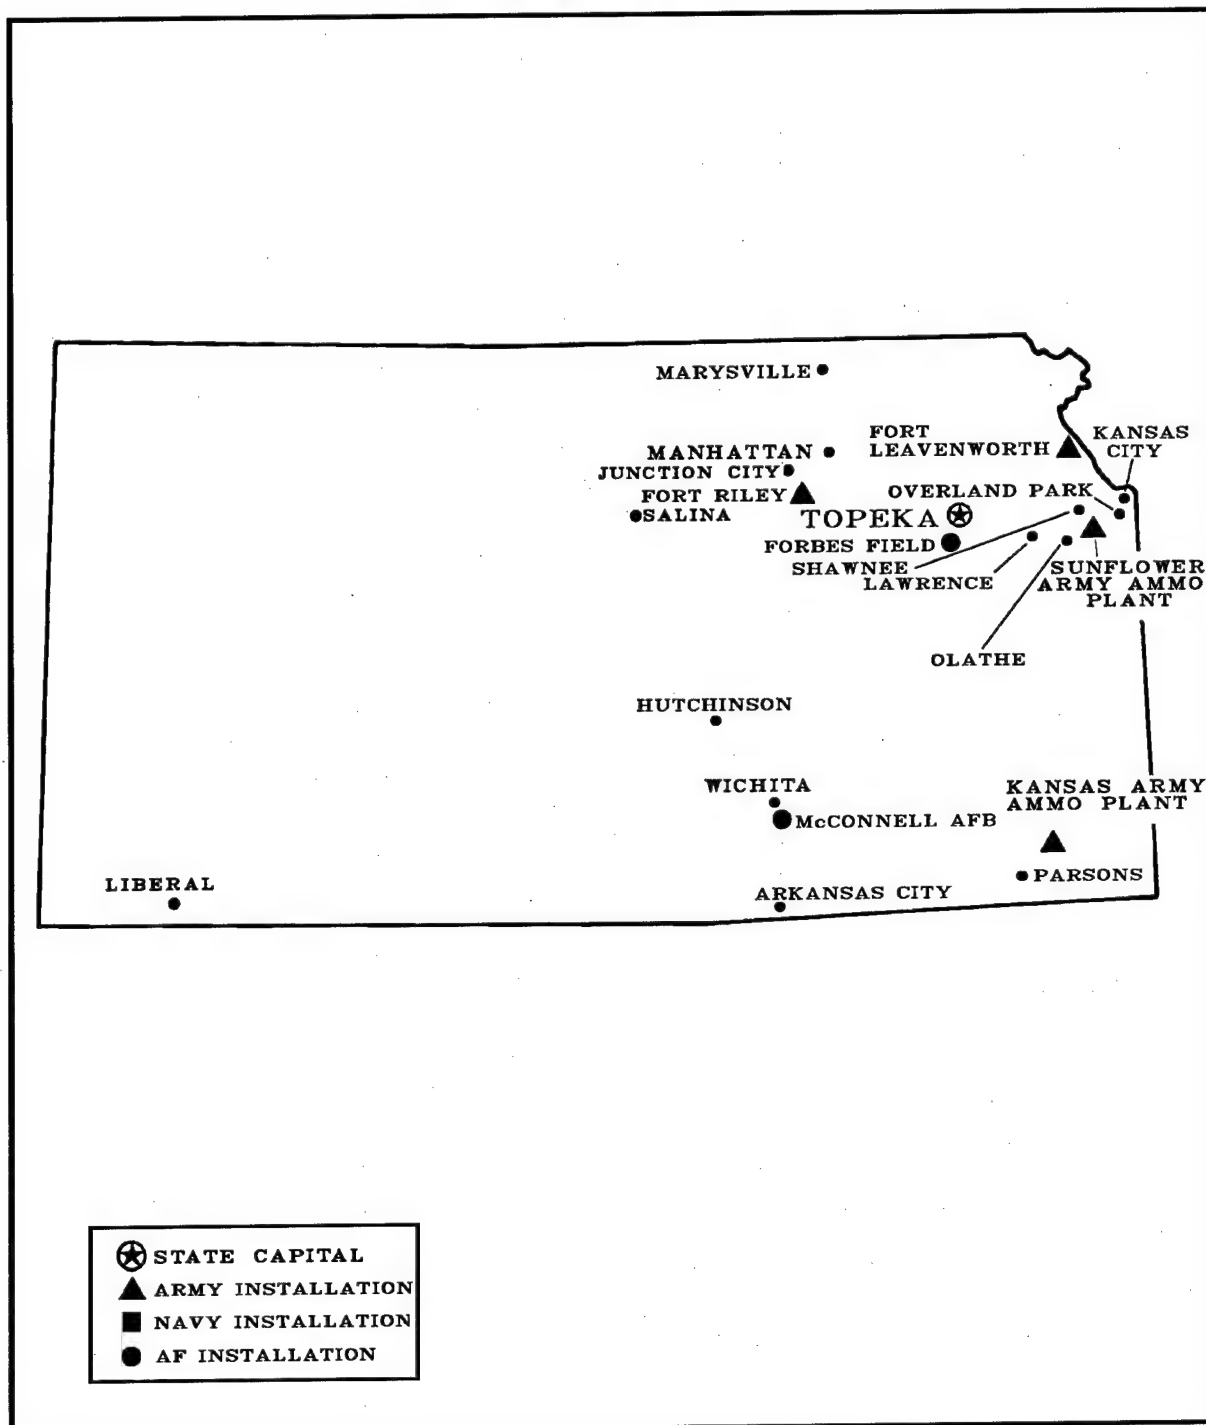 MARYSVILLE
FORT
LEAVENWORTH
KANSAS
CITY
MANHATTAN
JUNCTION CITY
FORT RILEY
OVERLAND PARK
SALINA
TOPEKA
FORBES FIELD
SHAWNEE
LAWRENCE
SUNFLOWER
ARMY AMMO
PLANT
OLATHE
HUTCHINSON
WICHITA
McCONNELL AFB
KANSAS ARMY
AMMO PLANT
PARSONS
LIBERAL
ARKANSAS CITY
STATE CAPITAL
ARMY INSTALLATION
NAVY INSTALLATION
AF INSTALLATION